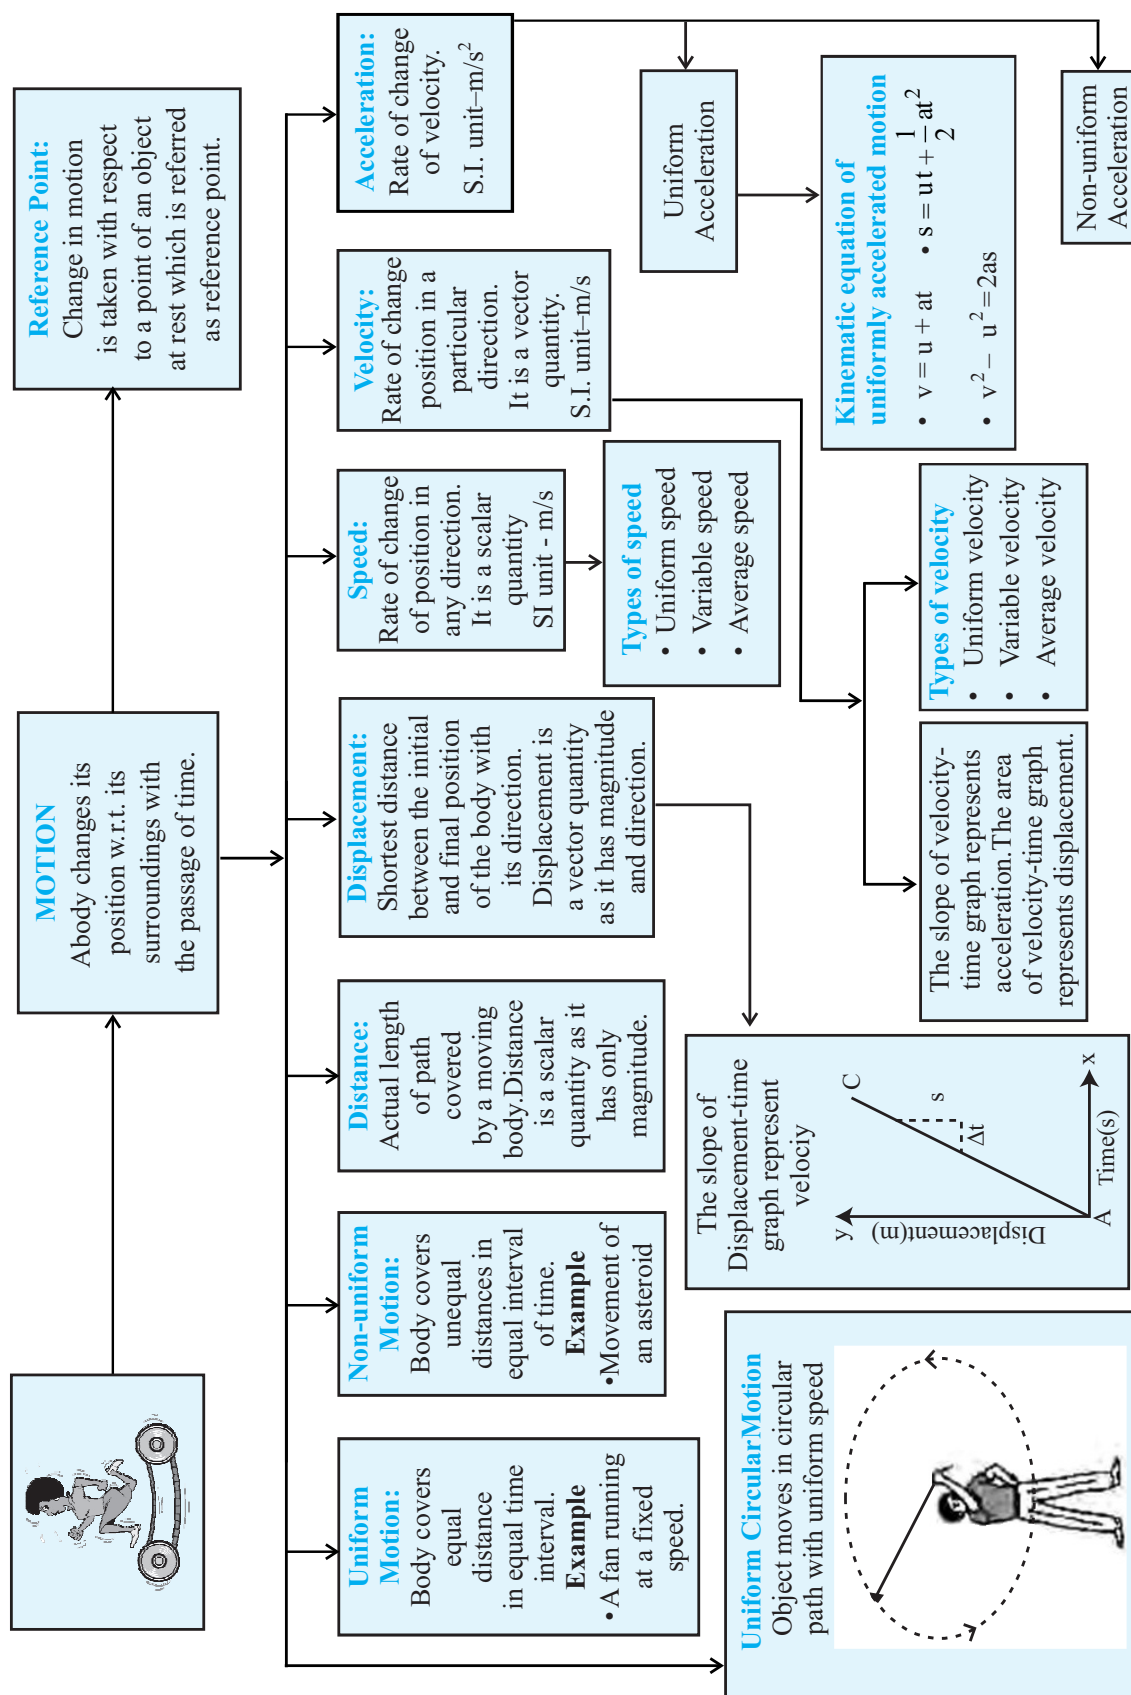 MOTION
Abody changes its
position w.r.t. its
surroundings with
the passage of time.
Reference Point:
Change in motion
is taken with respect
to a point of an object
at rest which is referred
as reference point.
Uniform
Motion:
Body covers
equal
distance
in equal time
interval.
Example
• A fan running
at a fixed
speed.
Non-uniform
Motion:
Body covers
unequal
distances in
equal interval
of time.
Example
•Movement of
an asteroid
Distance:
Actual length
of path
covered
by a moving
body.Distance
is a scalar
quantity as it
has only
magnitude.
Displacement:
Shortest distance
between the initial
and final position
of the body with
its direction.
Displacement is
a vector quantity
as it has magnitude
and direction.
Speed:
Rate of change
of position in
any direction.
It is a scalar
quantity
SI unit - m/s
Velocity:
Rate of change
position in a
particular
direction.
It is a vector
quantity.
S.I. unit–m/s
Acceleration:
Rate of change
of velocity.
S.I. unit–m/s²
Types of speed
• Uniform speed
• Variable speed
• Average speed
Uniform
Acceleration
Uniform CircularMotion
Object moves in circular
path with uniform speed
The slope of
Displacement-time
graph represent
velociy
y
Displacement(m)
A
Time(s)
x
C
s
Δt
The slope of velocity-
time graph represents
acceleration.The area
of velocity-time graph
represents displacement.
Types of velocity
• Uniform velocity
• Variable velocity
• Average velocity
Kinematic equation of
uniformly accelerated motion
• v = u + at • s = ut + 1/2 at²
• v² – u² = 2as
Non-uniform
Acceleration